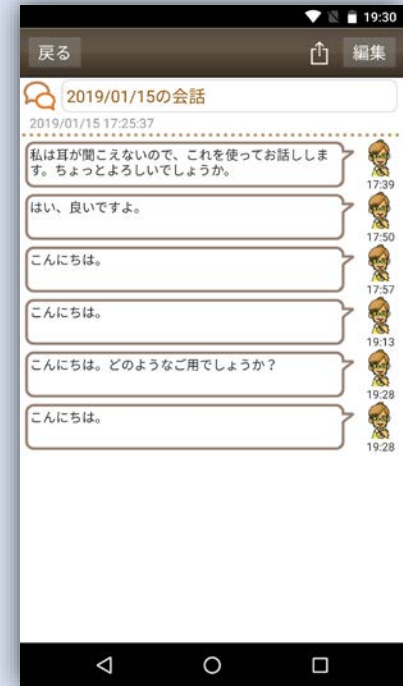 19:30
戻る
編集
2019/01/15の会話
2019/01/15 17:25:37
私は耳が聞こえないので、これを使ってお話ししま
す。ちょっとよろしいでしょうか。
17:39
はい、良いですよ。
17:50
こんにちは。
17:57
こんにちは。
19:13
こんにちは。どのようなご用でしょうか？
19:28
こんにちは。
19:28